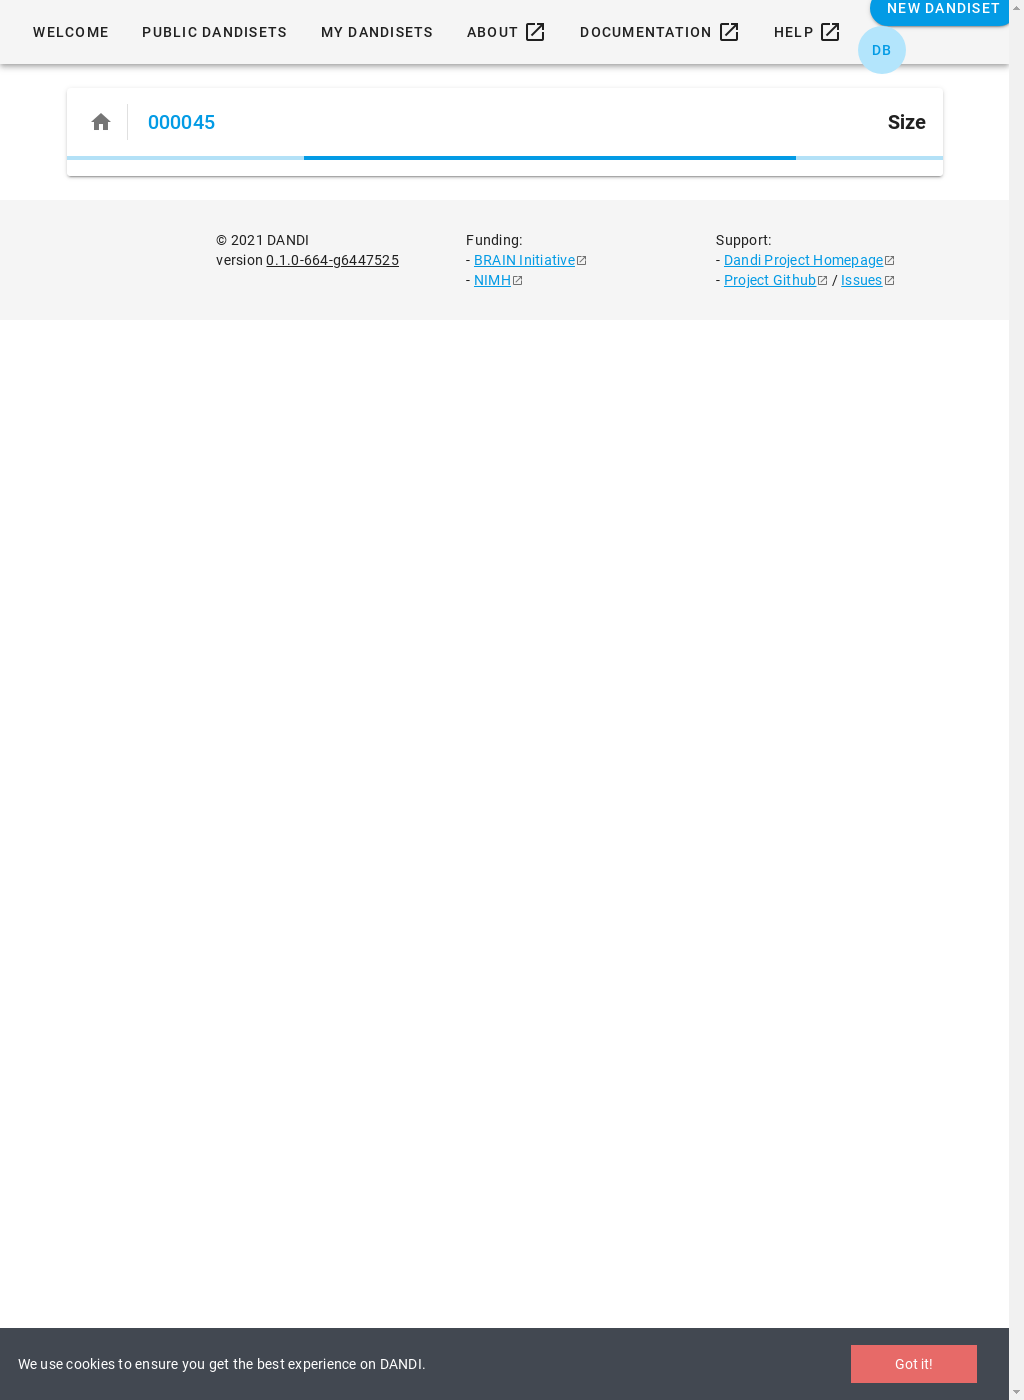 WELCOME PUBLIC DANDISETS MY DANDISETS ABOUT DOCUMENTATION HELP NEW DANDISET
DB
000045 Size
© 2021 DANDI
version 0.1.0-664-g6447525
Funding:
- BRAIN Initiative
- NIMH
Support:
- Dandi Project Homepage
- Project Github / Issues
We use cookies to ensure you get the best experience on DANDI. Got it!